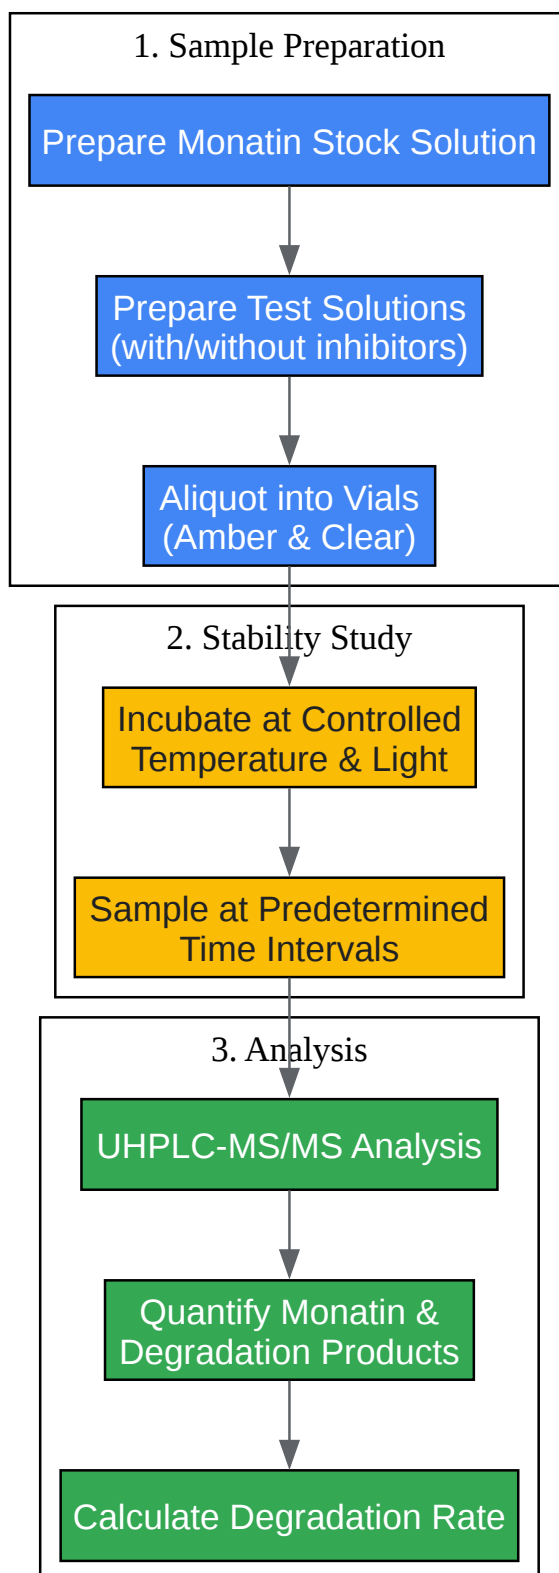 1. Sample Preparation
Prepare Monatin Stock Solution
Prepare Test Solutions
(with/without inhibitors)
Aliquot into Vials
(Amber & Clear)
2. Stability Study
Incubate at Controlled
Temperature & Light
Sample at Predetermined
Time Intervals
3. Analysis
UHPLC-MS/MS Analysis
Quantify Monatin &
Degradation Products
Calculate Degradation Rate